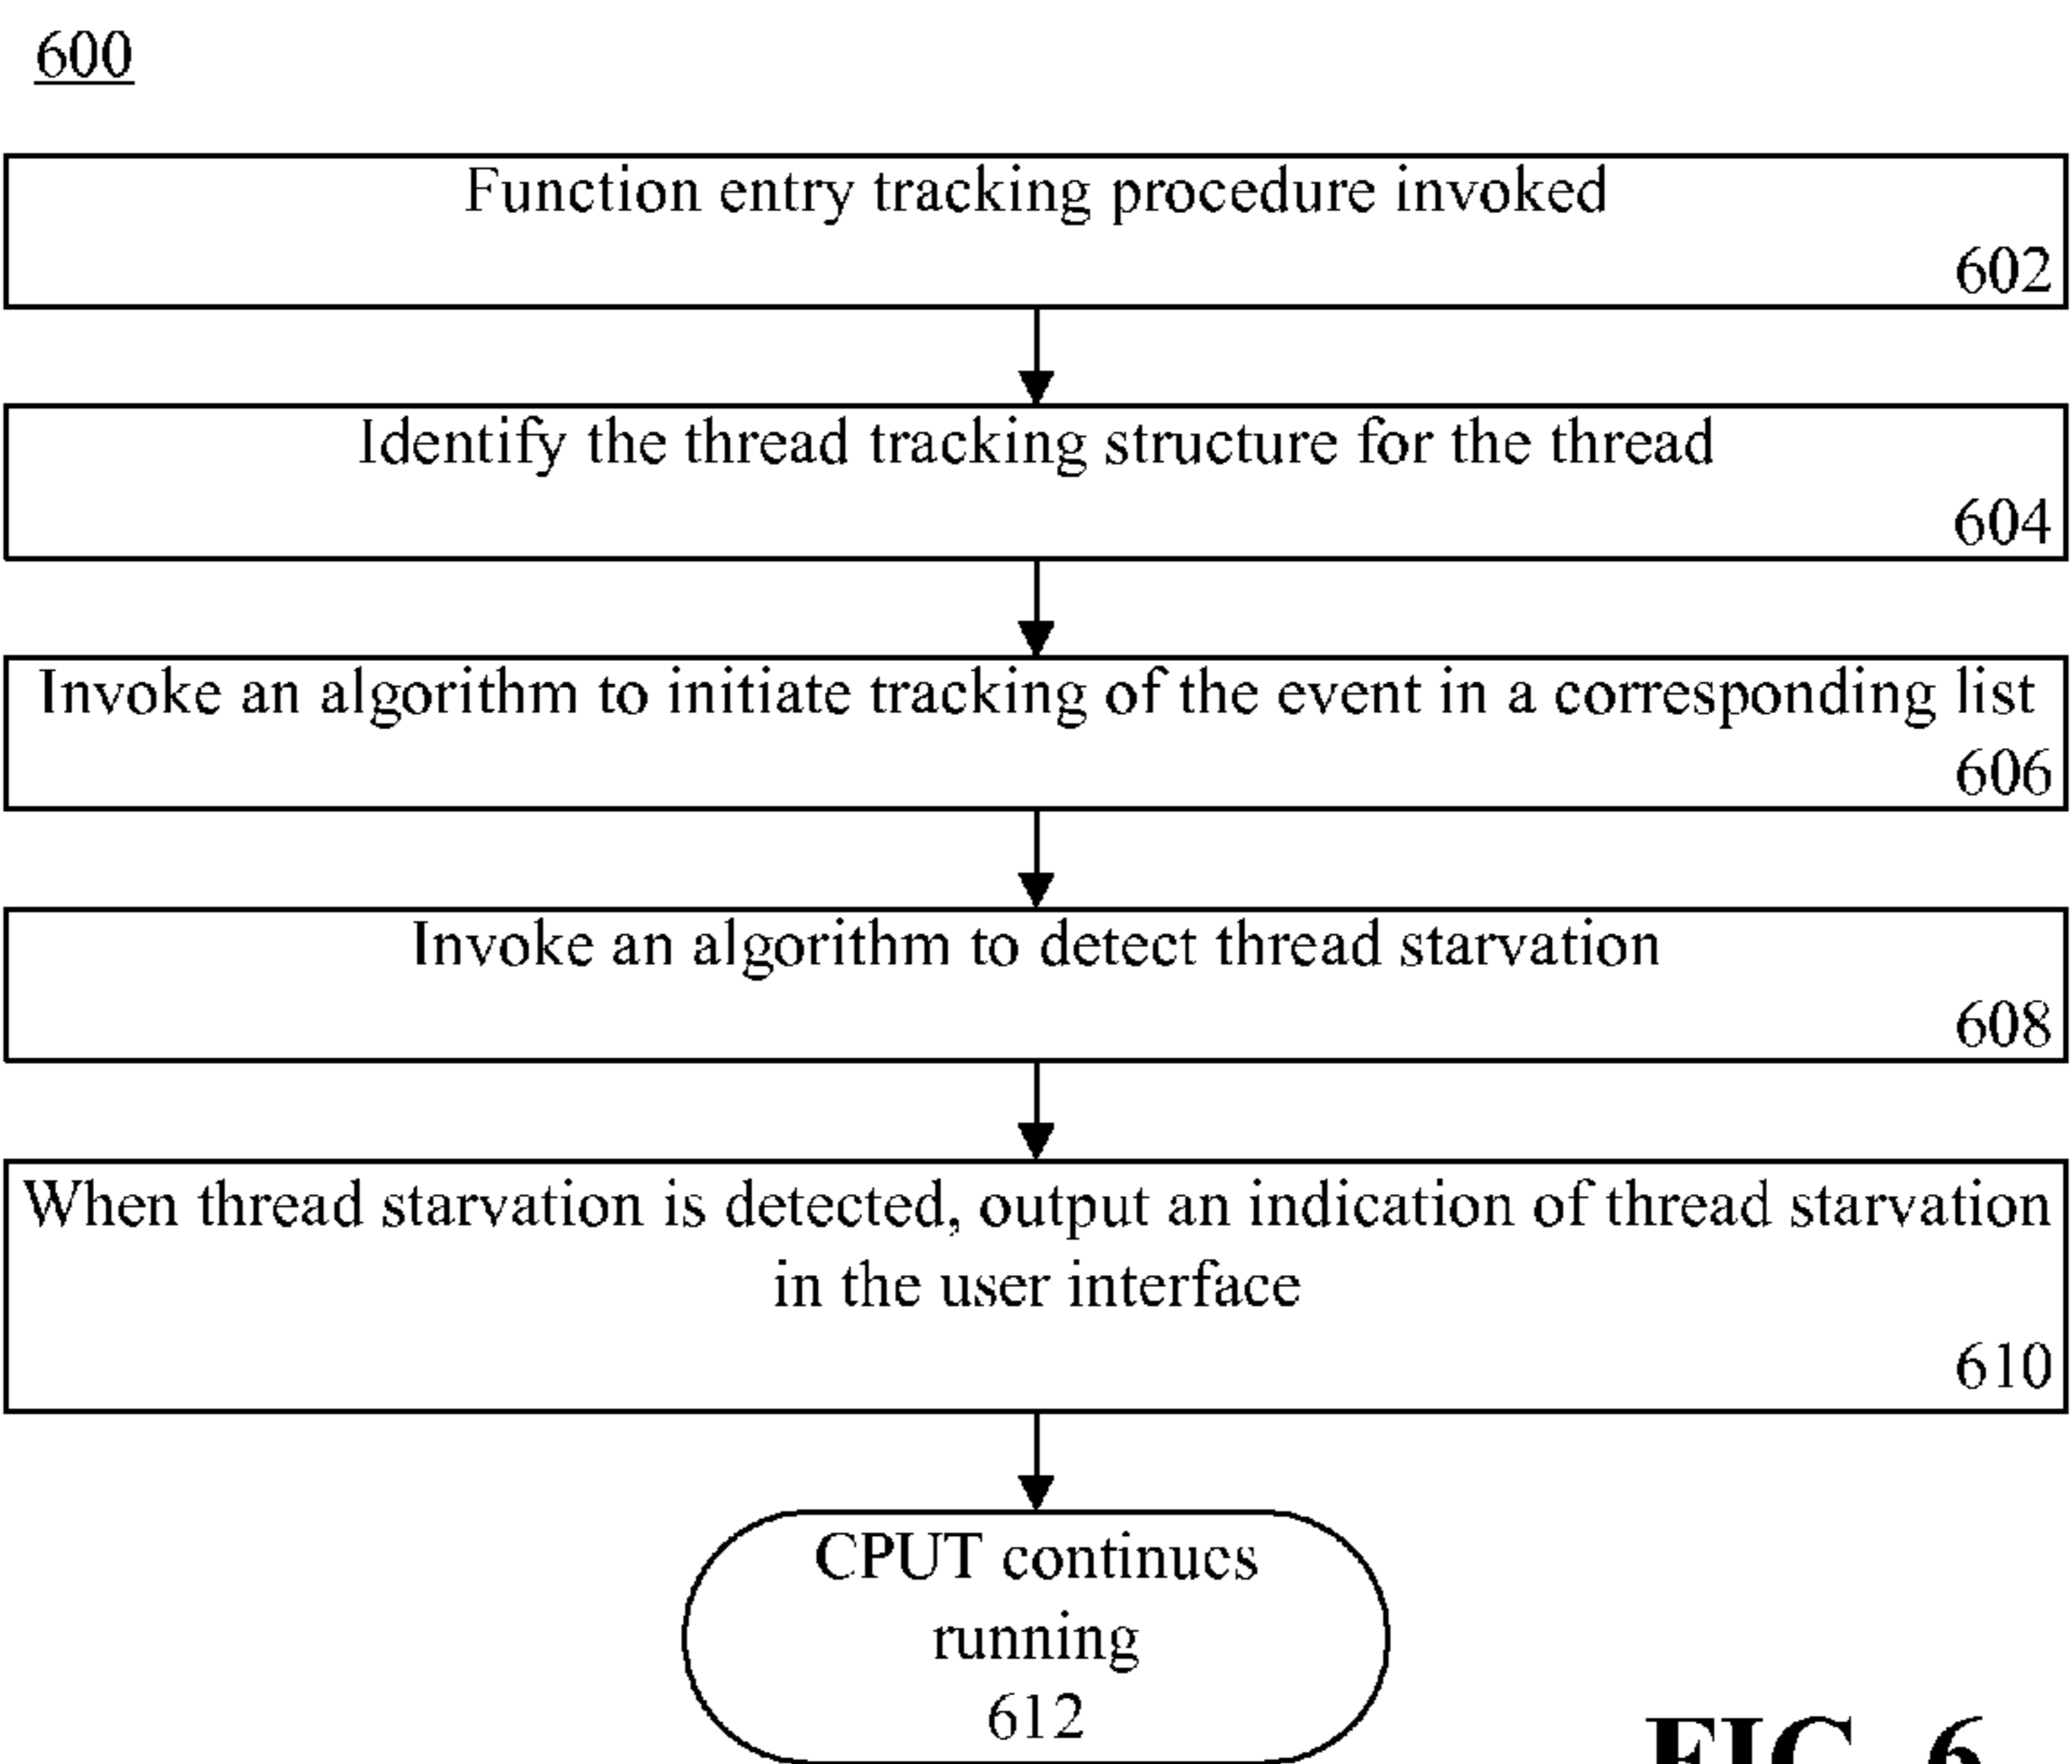 600
Function entry tracking procedure invoked
602
Identify the thread tracking structure for the thread
604
Invoke an algorithm to initiate tracking of the event in a corresponding list
606
Invoke an algorithm to detect thread starvation
608
When thread starvation is detected, output an indication of thread starvation
in the user interface
610
CPUT continues
running
612
FIG. 6